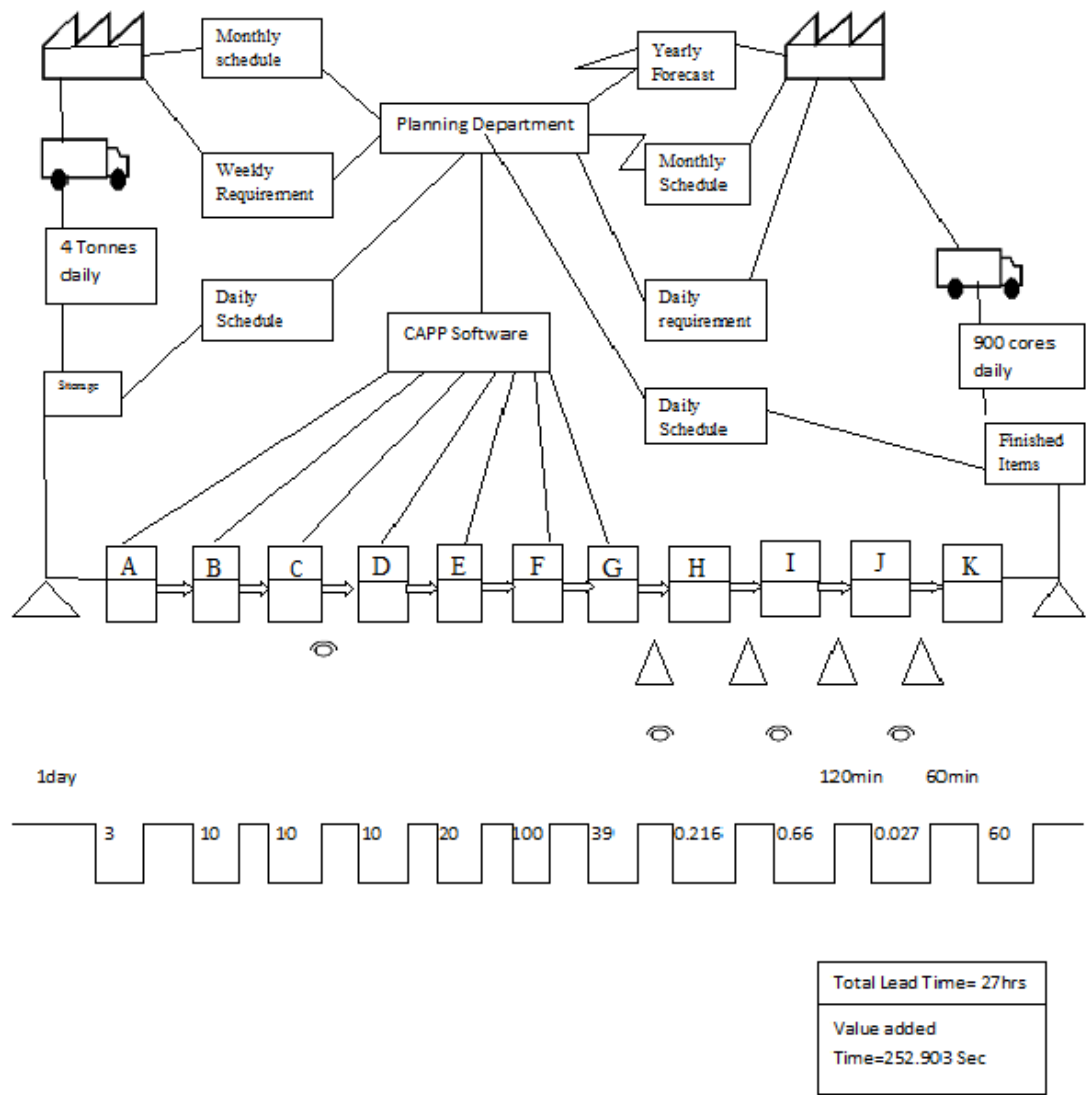 Monthly
schedule
Yearly
Forecast
Planning Department
Weekly
Requirement
Monthly
Schedule
4 Tonnes
daily
Daily
Schedule
Daily
requirement
CAPP Software
900 cores
daily
Storage
Daily
Schedule
Finished
Items
A B C D E F G H I J K
1day 120min 60min
3 10 10 10 20 100 39 0.216 0.66 0.027 60
Total Lead Time= 27hrs
Value added
Time=252.903 Sec